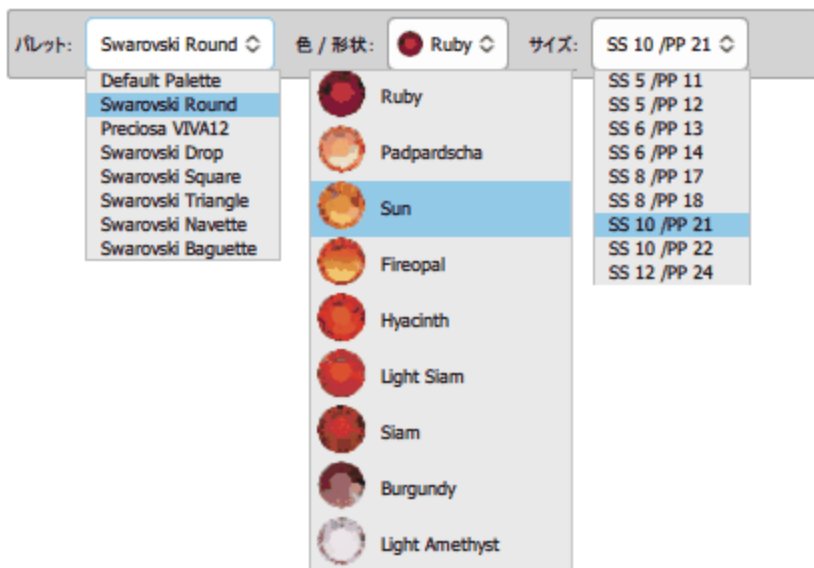 パレット: Swarovski Round 色 / 形状: Ruby サイズ: SS 10 /PP 21
Default Palette
Swarovski Round
Preciosa VIVA12
Swarovski Drop
Swarovski Square
Swarovski Triangle
Swarovski Navette
Swarovski Baguette
Ruby
Padpardscha
Sun
Fireopal
Hyacinth
Light Siam
Siam
Burgundy
Light Amethyst
SS 5 /PP 11
SS 5 /PP 12
SS 6 /PP 13
SS 6 /PP 14
SS 8 /PP 17
SS 8 /PP 18
SS 10 /PP 21
SS 10 /PP 22
SS 12 /PP 24